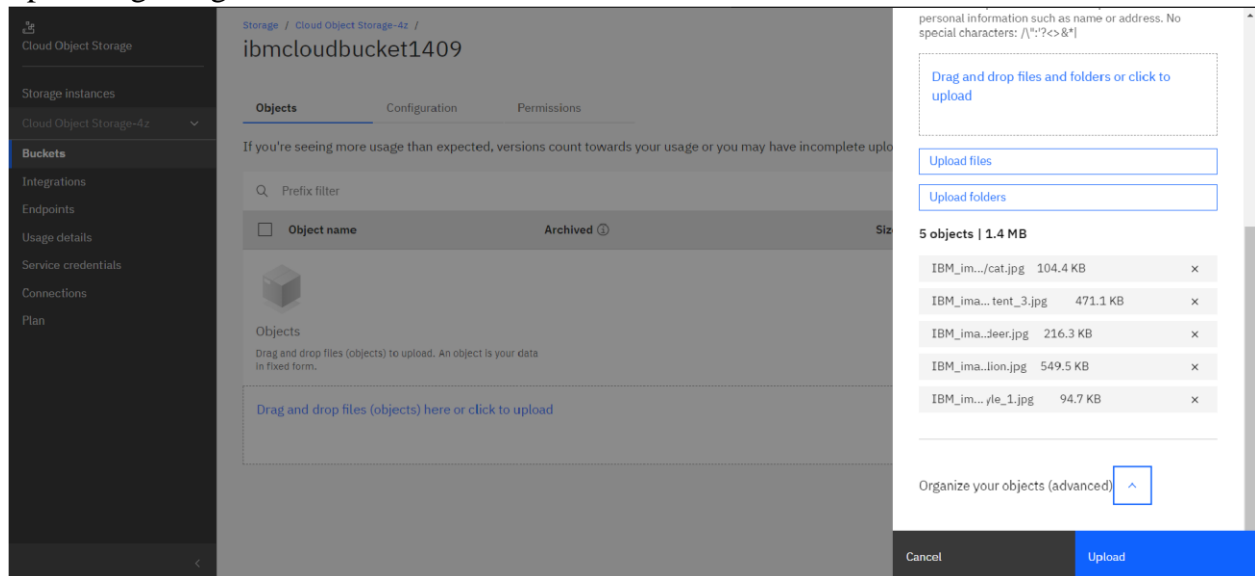 Cloud Object Storage
Storage instances
Cloud Object Storage-4z
Buckets
Integrations
Endpoints
Usage details
Service credentials
Connections
Plan
Storage / Cloud Object Storage-4z /
ibmcloudbucket1409
Objects Configuration Permissions
If you're seeing more usage than expected, versions count towards your usage or you may have incomplete uplo
Prefix filter
Object name Archived Siz
Objects
Drag and drop files (objects) to upload. An object is your data
in fixed form.
Drag and drop files (objects) here or click to upload
personal information such as name or address. No
special characters: /\":'?<>&*|
Drag and drop files and folders or click to
upload
Upload files
Upload folders
5 objects | 1.4 MB
IBM_im.../cat.jpg 104.4 KB ×
IBM_ima... tent_3.jpg 471.1 KB ×
IBM_ima..deer.jpg 216.3 KB ×
IBM_ima..lion.jpg 549.5 KB ×
IBM_im... yle_1.jpg 94.7 KB ×
Organize your objects (advanced)
Cancel Upload